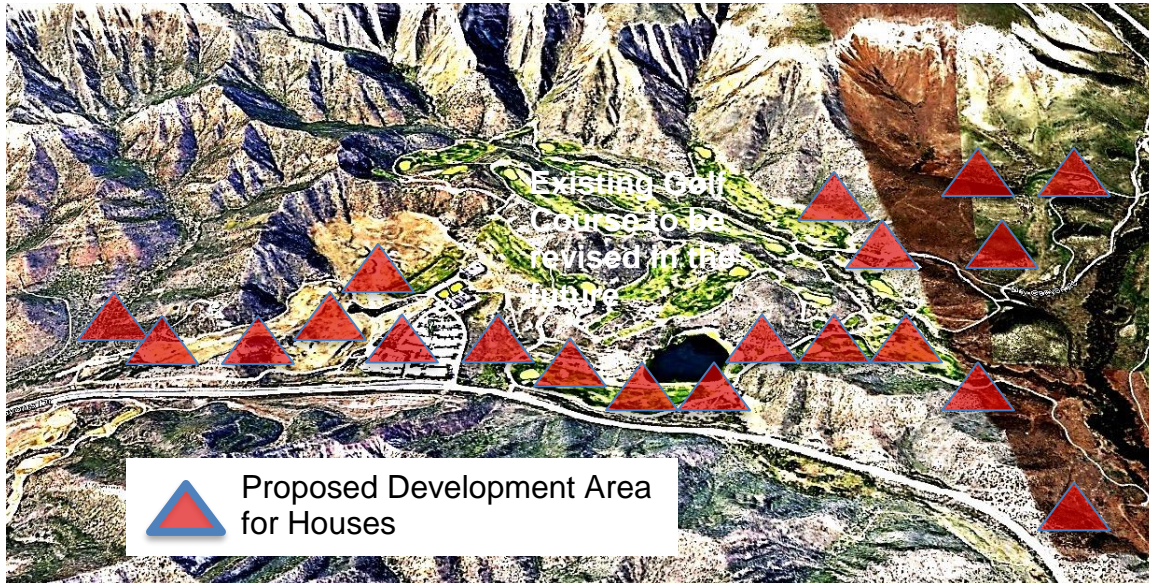 Existing Golf
Course to be
revised in the
future
Proposed Development Area
for Houses